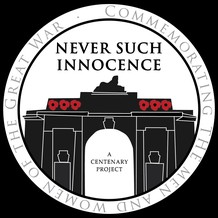 COMMEMORATING THE MEN AND WOMEN OF THE GREAT WAR ·
NEVER SUCH
INNOCENCE
A
CENTENARY
PROJECT